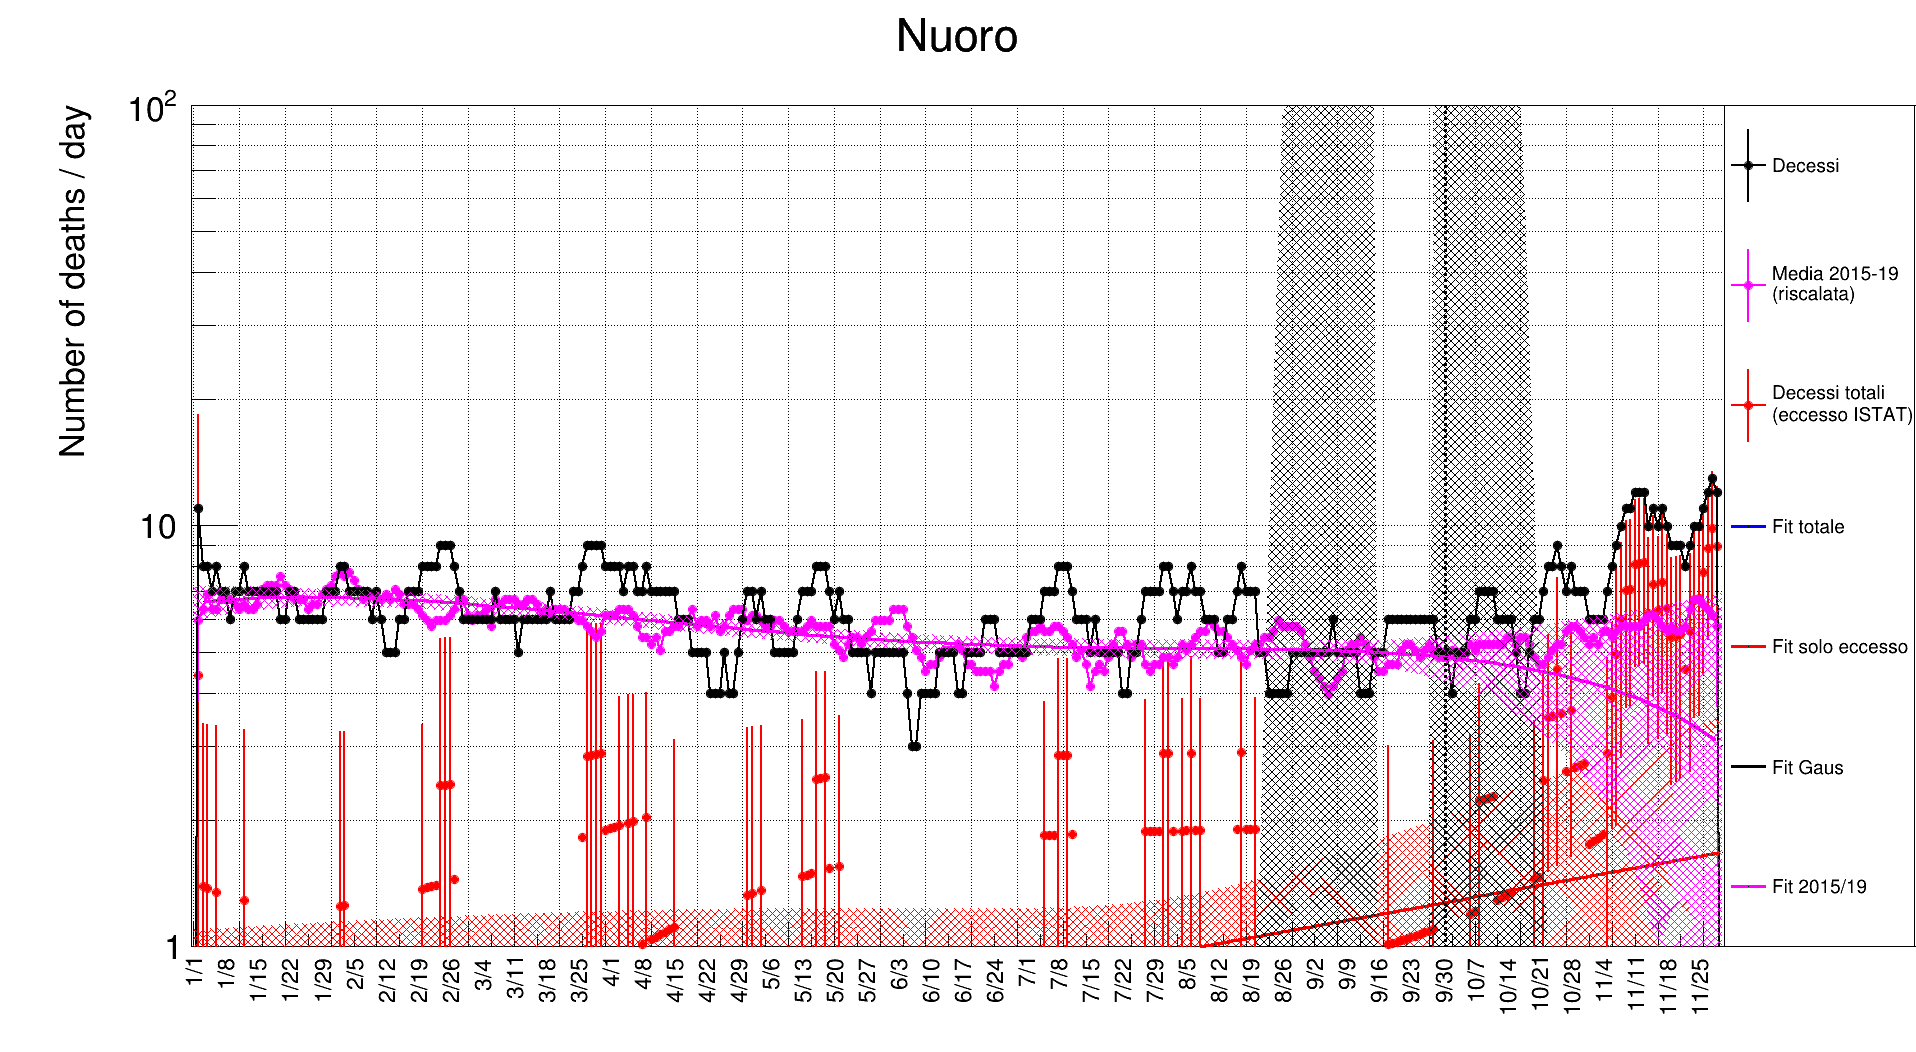 Nuoro
Number of deaths / day
10²
10
1
1/1 1/8 1/15 1/22 1/29 2/5 2/12 2/19 2/26 3/4 3/11 3/18 3/25 4/1 4/8 4/15 4/22 4/29 5/6 5/13 5/20 5/27 6/3 6/10 6/17 6/24 7/1 7/8 7/15 7/22 7/29 8/5 8/12 8/19 8/26 9/2 9/9 9/16 9/23 9/30 10/7 10/14 10/21 10/28 11/4 11/11 11/18 11/25
Decessi
Media 2015-19
(riscalata)
Decessi totali
(eccesso ISTAT)
Fit totale
Fit solo eccesso
Fit Gaus
Fit 2015/19